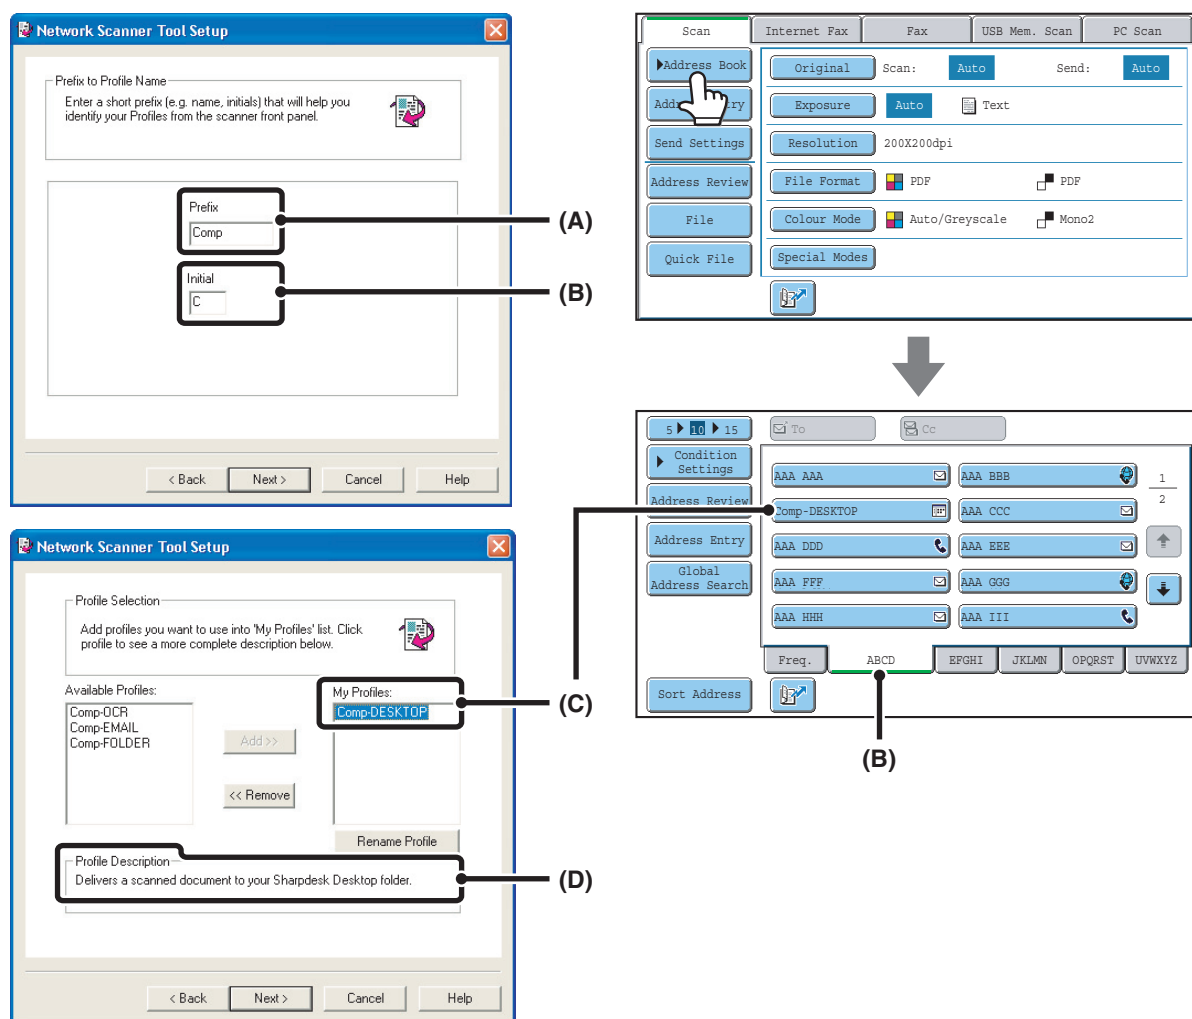 Network Scanner Tool Setup
Prefix to Profile Name
Enter a short prefix (e.g. name, initials) that will help you
identify your Profiles from the scanner front panel.
Prefix
Comp
(A)
Initial
C
(B)
< Back Next > Cancel Help
Scan Internet Fax Fax USB Mem. Scan PC Scan
Address Book Original Scan: Auto Send: Auto
Exposure Auto Text
Send Settings Resolution 200X200dpi
Address Review File Format PDF PDF
File Colour Mode Auto/Greyscale Mono2
Quick File Special Modes
5 10 15 To Cc
Condition
Settings
Address Review
Address Entry
Global
Address Search
Sort Address
AAA AAA AAA BBB
Comp-DESKTOP AAA CCC
AAA DDD AAA EEE
AAA FFF AAA GGG
AAA HHH AAA III
1
2
Freq. ABCD EFGHI JKLMN OPQRST UVWXYZ
(B)
Network Scanner Tool Setup
Profile Selection
Add profiles you want to use into 'My Profiles' list. Click
profile to see a more complete description below.
Available Profiles: My Profiles:
Comp-OCR Comp-DESKTOP
Comp-EMAIL
Comp-FOLDER
Add >>
<< Remove
Rename Profile
(C)
Profile Description
Delivers a scanned document to your Sharpdesk Desktop folder.
(D)
< Back Next > Cancel Help